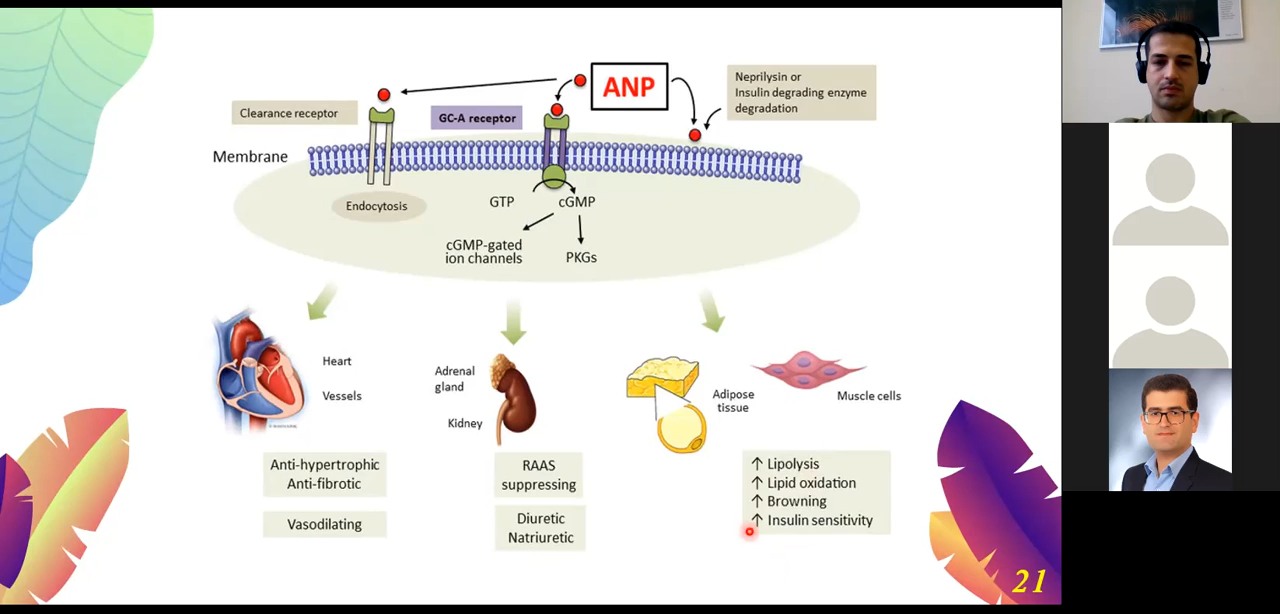 ANP
Neprilysin or
Insulin degrading enzyme
degradation
Clearance receptor
GC-A receptor
Membrane
Endocytosis
GTP
cGMP
cGMP-gated
ion channels
PKGs
Heart
Vessels
Adrenal
gland
Kidney
Adipose
tissue
Muscle cells
Anti-hypertrophic
Anti-fibrotic
Vasodilating
RAAS
suppressing
Diuretic
Natriuretic
↑ Lipolysis
↑ Lipid oxidation
↑ Browning
↑ Insulin sensitivity
21